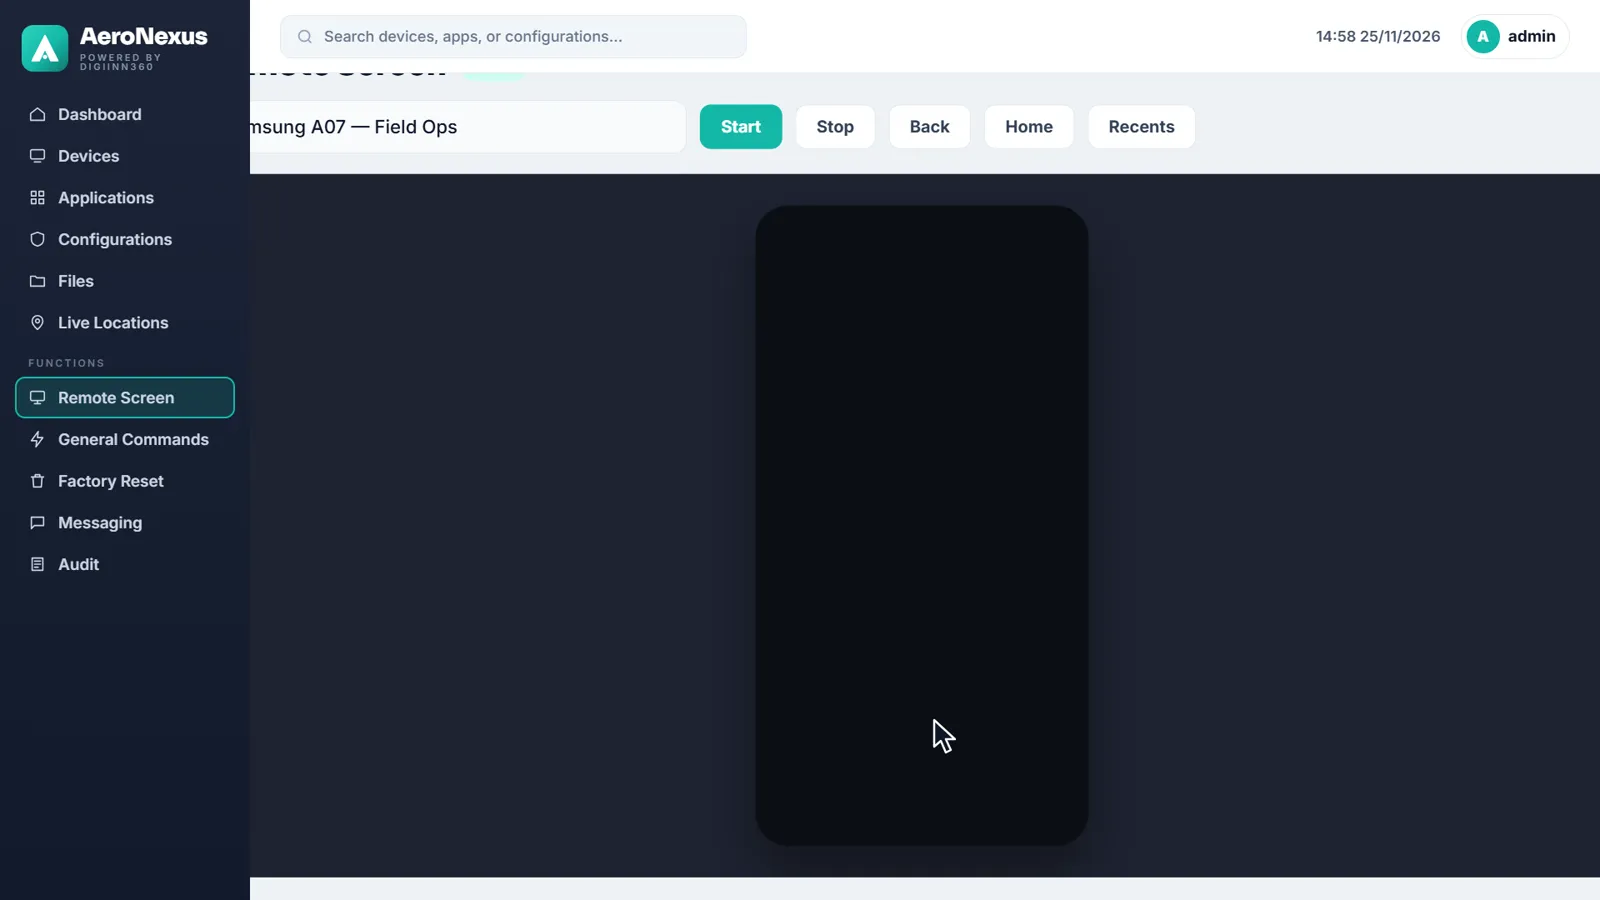 AeroNexus
POWERED BY
DIGIINN360
Search devices, apps, or configurations...
14:58 25/11/2026
A
admin
Dashboard
Devices
Applications
Configurations
Files
Live Locations
FUNCTIONS
Remote Screen
General Commands
Factory Reset
Messaging
Audit
mote Screen
msung A07 — Field Ops
Start
Stop
Back
Home
Recents